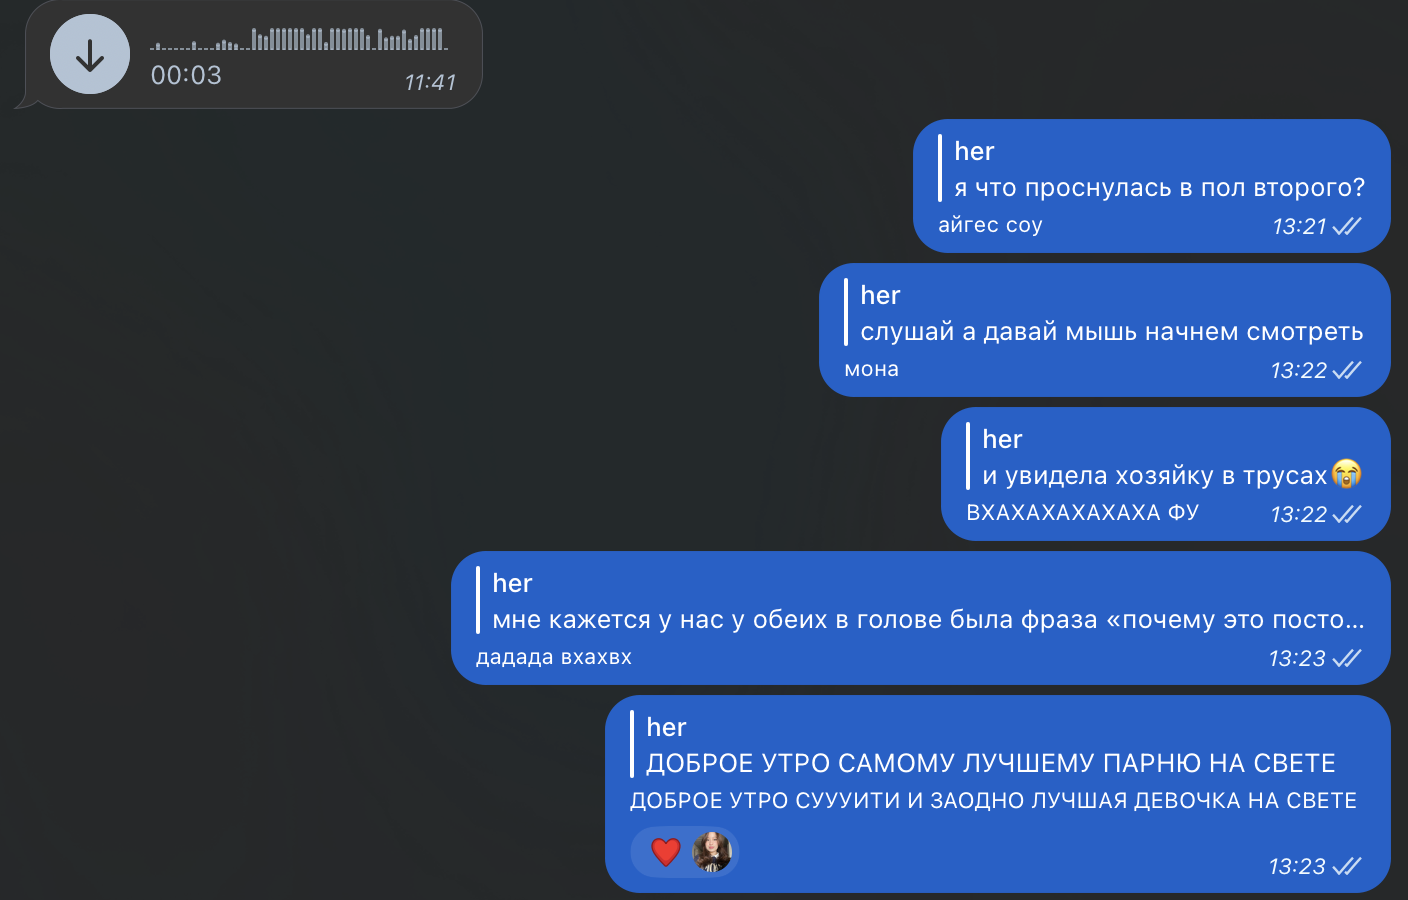 00:03
11:41
her
я что проснулась в пол второго?
айгес соу
13:21
her
слушай а давай мышь начнем смотреть
мона
13:22
her
и увидела хозяйку в трусах😭
ВХАХАХАХАХАХА ФУ
13:22
her
мне кажется у нас у обеих в голове была фраза «почему это посто...
дадада вхахвх
13:23
her
ДОБРОЕ УТРО САМОМУ ЛУЧШЕМУ ПАРНЮ НА СВЕТЕ
ДОБРОЕ УТРО СУУУИТИ И ЗАОДНО ЛУЧШАЯ ДЕВОЧКА НА СВЕТЕ
❤️
13:23